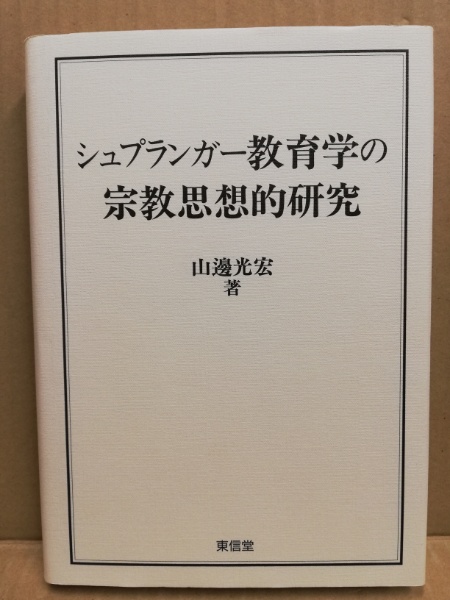 シュプランガー教育学の
宗教思想的研究
山邊光宏
著
東信堂